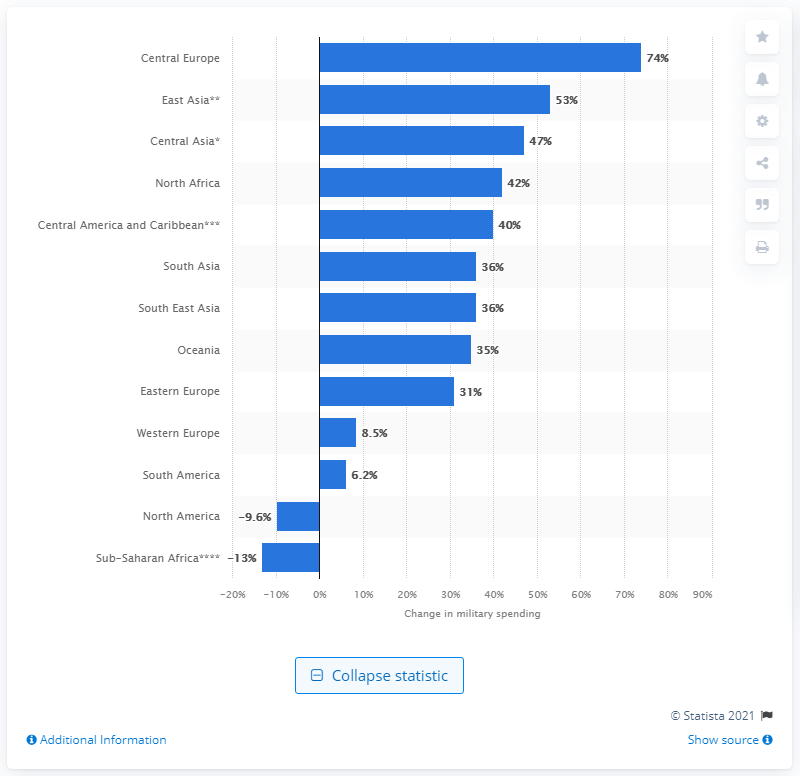 Central Europe 74%
East Asia** 53%
Central Asia* 47%
North Africa 42%
Central America and Caribbean*** 40%
South Asia 36%
South East Asia 36%
Oceania 35%
Eastern Europe 31%
Western Europe 8.5%
South America 6.2%
North America -9.6%
Sub-Saharan Africa**** -13%
-20% -10% 0% 10% 20% 30% 40% 50% 60% 70% 80% 90%
Change in military spending
Collapse statistic
© Statista 2021
Additional Information Show source